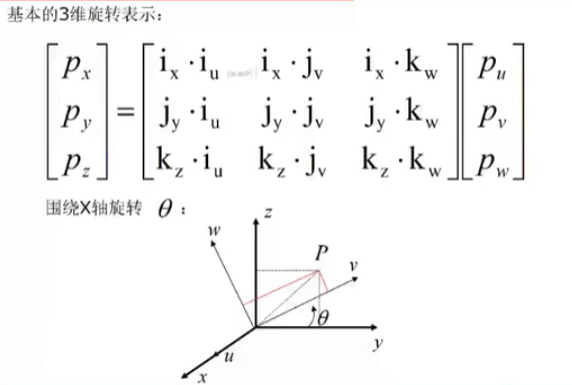 基本的3维旋转表示：
[p_x p_y p_z] = [i_x·i_u i_x·j_v i_x·k_w
j_y·i_u j_y·j_v j_y·k_w
k_z·i_u k_z·j_v k_z·k_w] [p_u p_v p_w]
围绕X轴旋转 θ：
z
w
P
v
θ
y
u
x